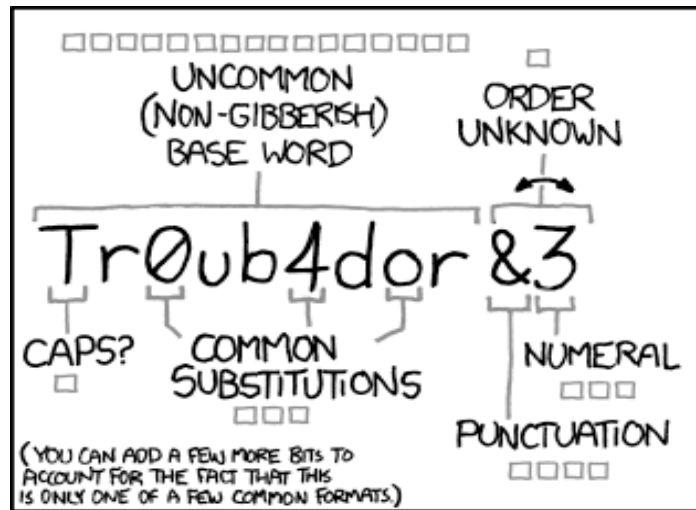 UNCOMMON
(NON-GIBBERISH)
BASE WORD
ORDER
UNKNOWN
Tr0ub4dor &3
CAPS?
COMMON
SUBSTITUTIONS
NUMERAL
PUNCTUATION
(YOU CAN ADD A FEW MORE BITS TO
ACCOUNT FOR THE FACT THAT THIS
IS ONLY ONE OF A FEW COMMON FORMATS.)